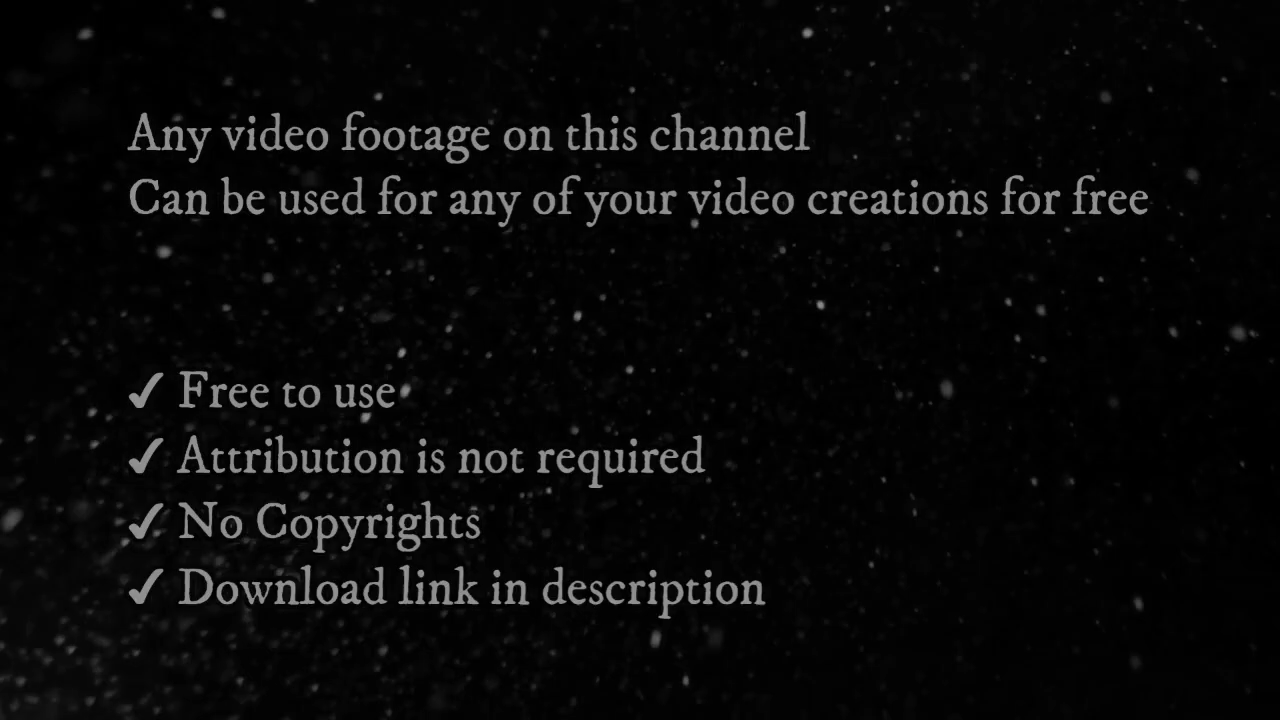 Any video footage on this channel
Can be used for any of your video creations for free
✓ Free to use
✓ Attribution is not required
✓ No Copyrights
✓ Download link in description